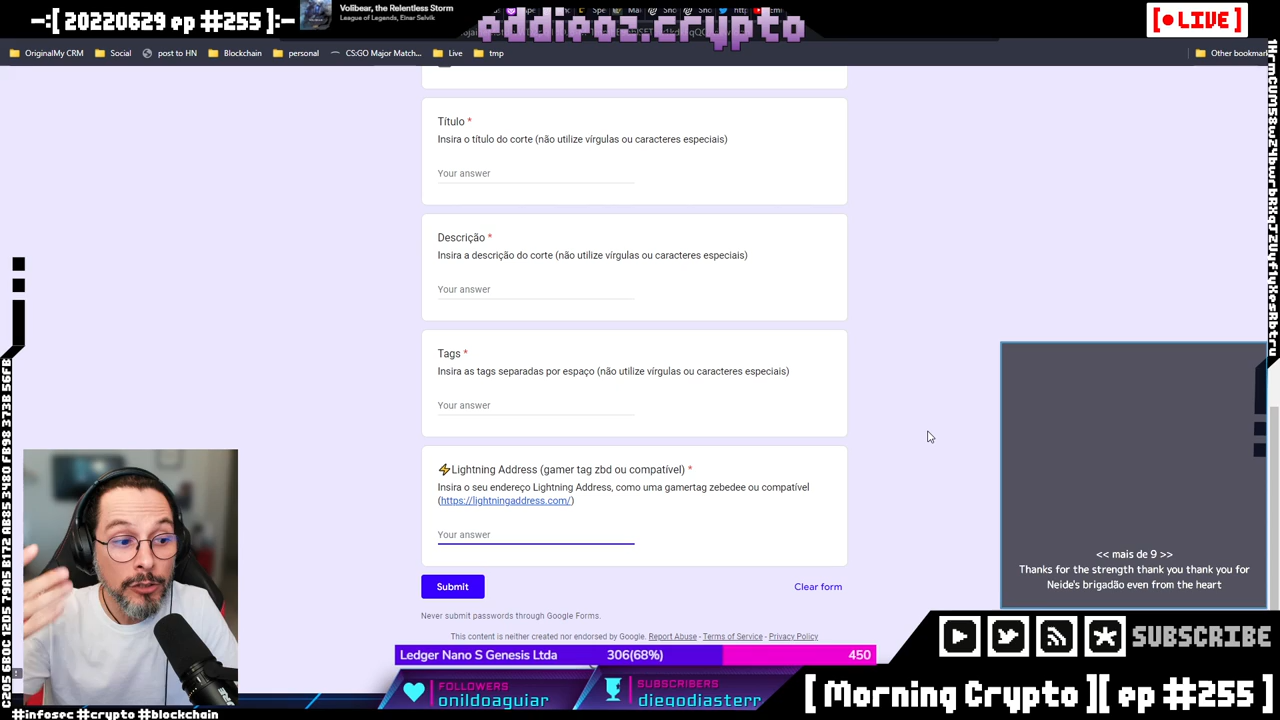 -:[ 20220629 ep #255 ]:-
Volibear, the Relentless Storm
League of Legends, Einar Selvik
eddieoz.crypto
[ • LIVE ]
OriginalMy CRM
Social
post to HN
Blockchain
personal
CS:GO Major Match...
Live
tmp
Other bookmar
Título *
Insira o título do corte (não utilize vírgulas ou caracteres especiais)
Your answer
Descrição *
Insira a descrição do corte (não utilize vírgulas ou caracteres especiais)
Your answer
Tags *
Insira as tags separadas por espaço (não utilize vírgulas ou caracteres especiais)
Your answer
⚡Lightning Address (gamer tag zbd ou compatível) *
Insira o seu endereço Lightning Address, como uma gamertag zebedee ou compatível
(https://lightningaddress.com/)
Your answer
Submit
Clear form
Never submit passwords through Google Forms.
This content is neither created nor endorsed by Google. Report Abuse - Terms of Service - Privacy Policy
<< mais de 9 >>
Thanks for the strength thank you thank you for
Neide's brigadão even from the heart
Ledger Nano S Genesis Ltda 306(68%) 450
SUBSCRIBE
FOLLOWERS
onildoaguiar
SUBSCRIBERS
diegodiasterr
[ Morning Crypto ][ ep #255 ]
#infosec #crypto #blockchain